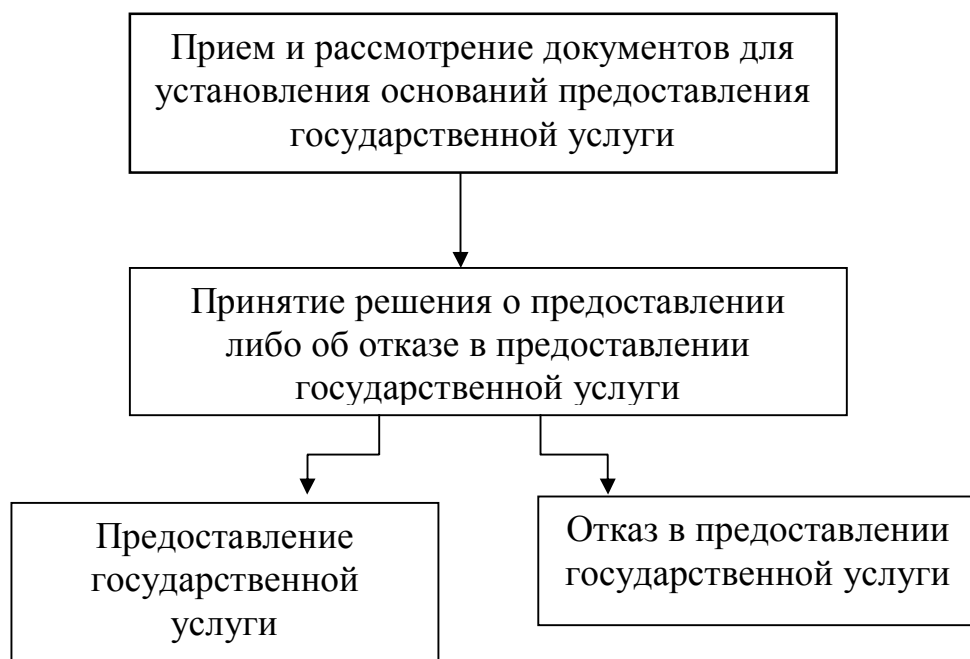 Прием и рассмотрение документов для
установления оснований предоставления
государственной услуги
Принятие решения о предоставлении
либо об отказе в предоставлении
государственной услуги
Предоставление
государственной
услуги
Отказ в предоставлении
государственной услуги